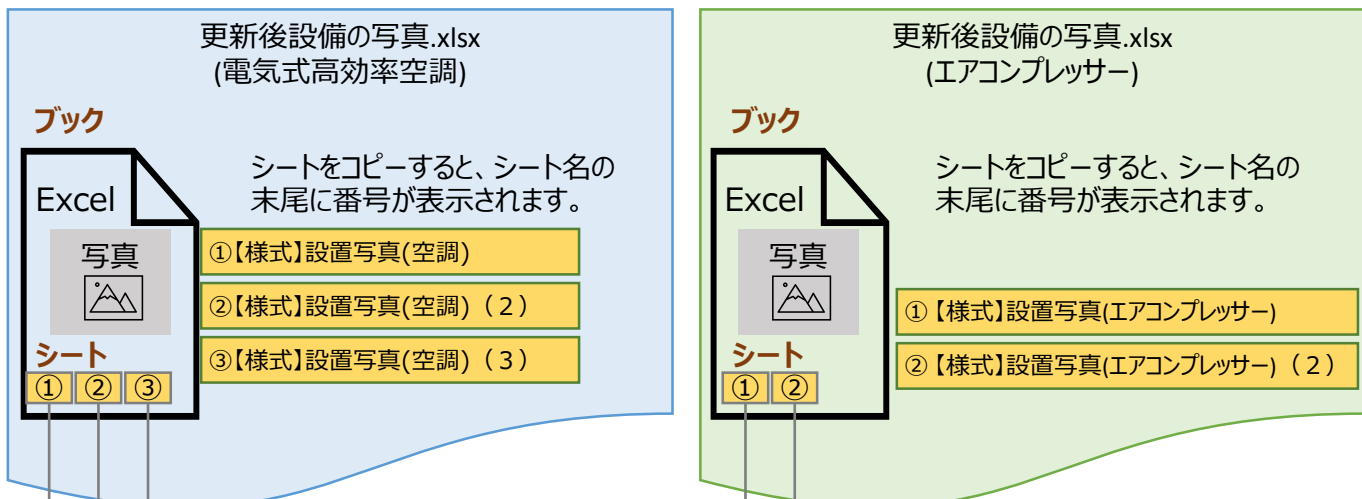 更新後設備の写真.xlsx
(電気式高効率空調)
ブック
シートをコピーすると、シート名の
末尾に番号が表示されます。
Excel
写真
①【様式】設置写真(空調)
②【様式】設置写真(空調)（２）
③【様式】設置写真(空調)（３）
シート
① ② ③
更新後設備の写真.xlsx
(エアコンプレッサー)
ブック
シートをコピーすると、シート名の
末尾に番号が表示されます。
Excel
写真
① 【様式】設置写真(エアコンプレッサー)
② 【様式】設置写真(エアコンプレッサー)（２）
シート
① ②